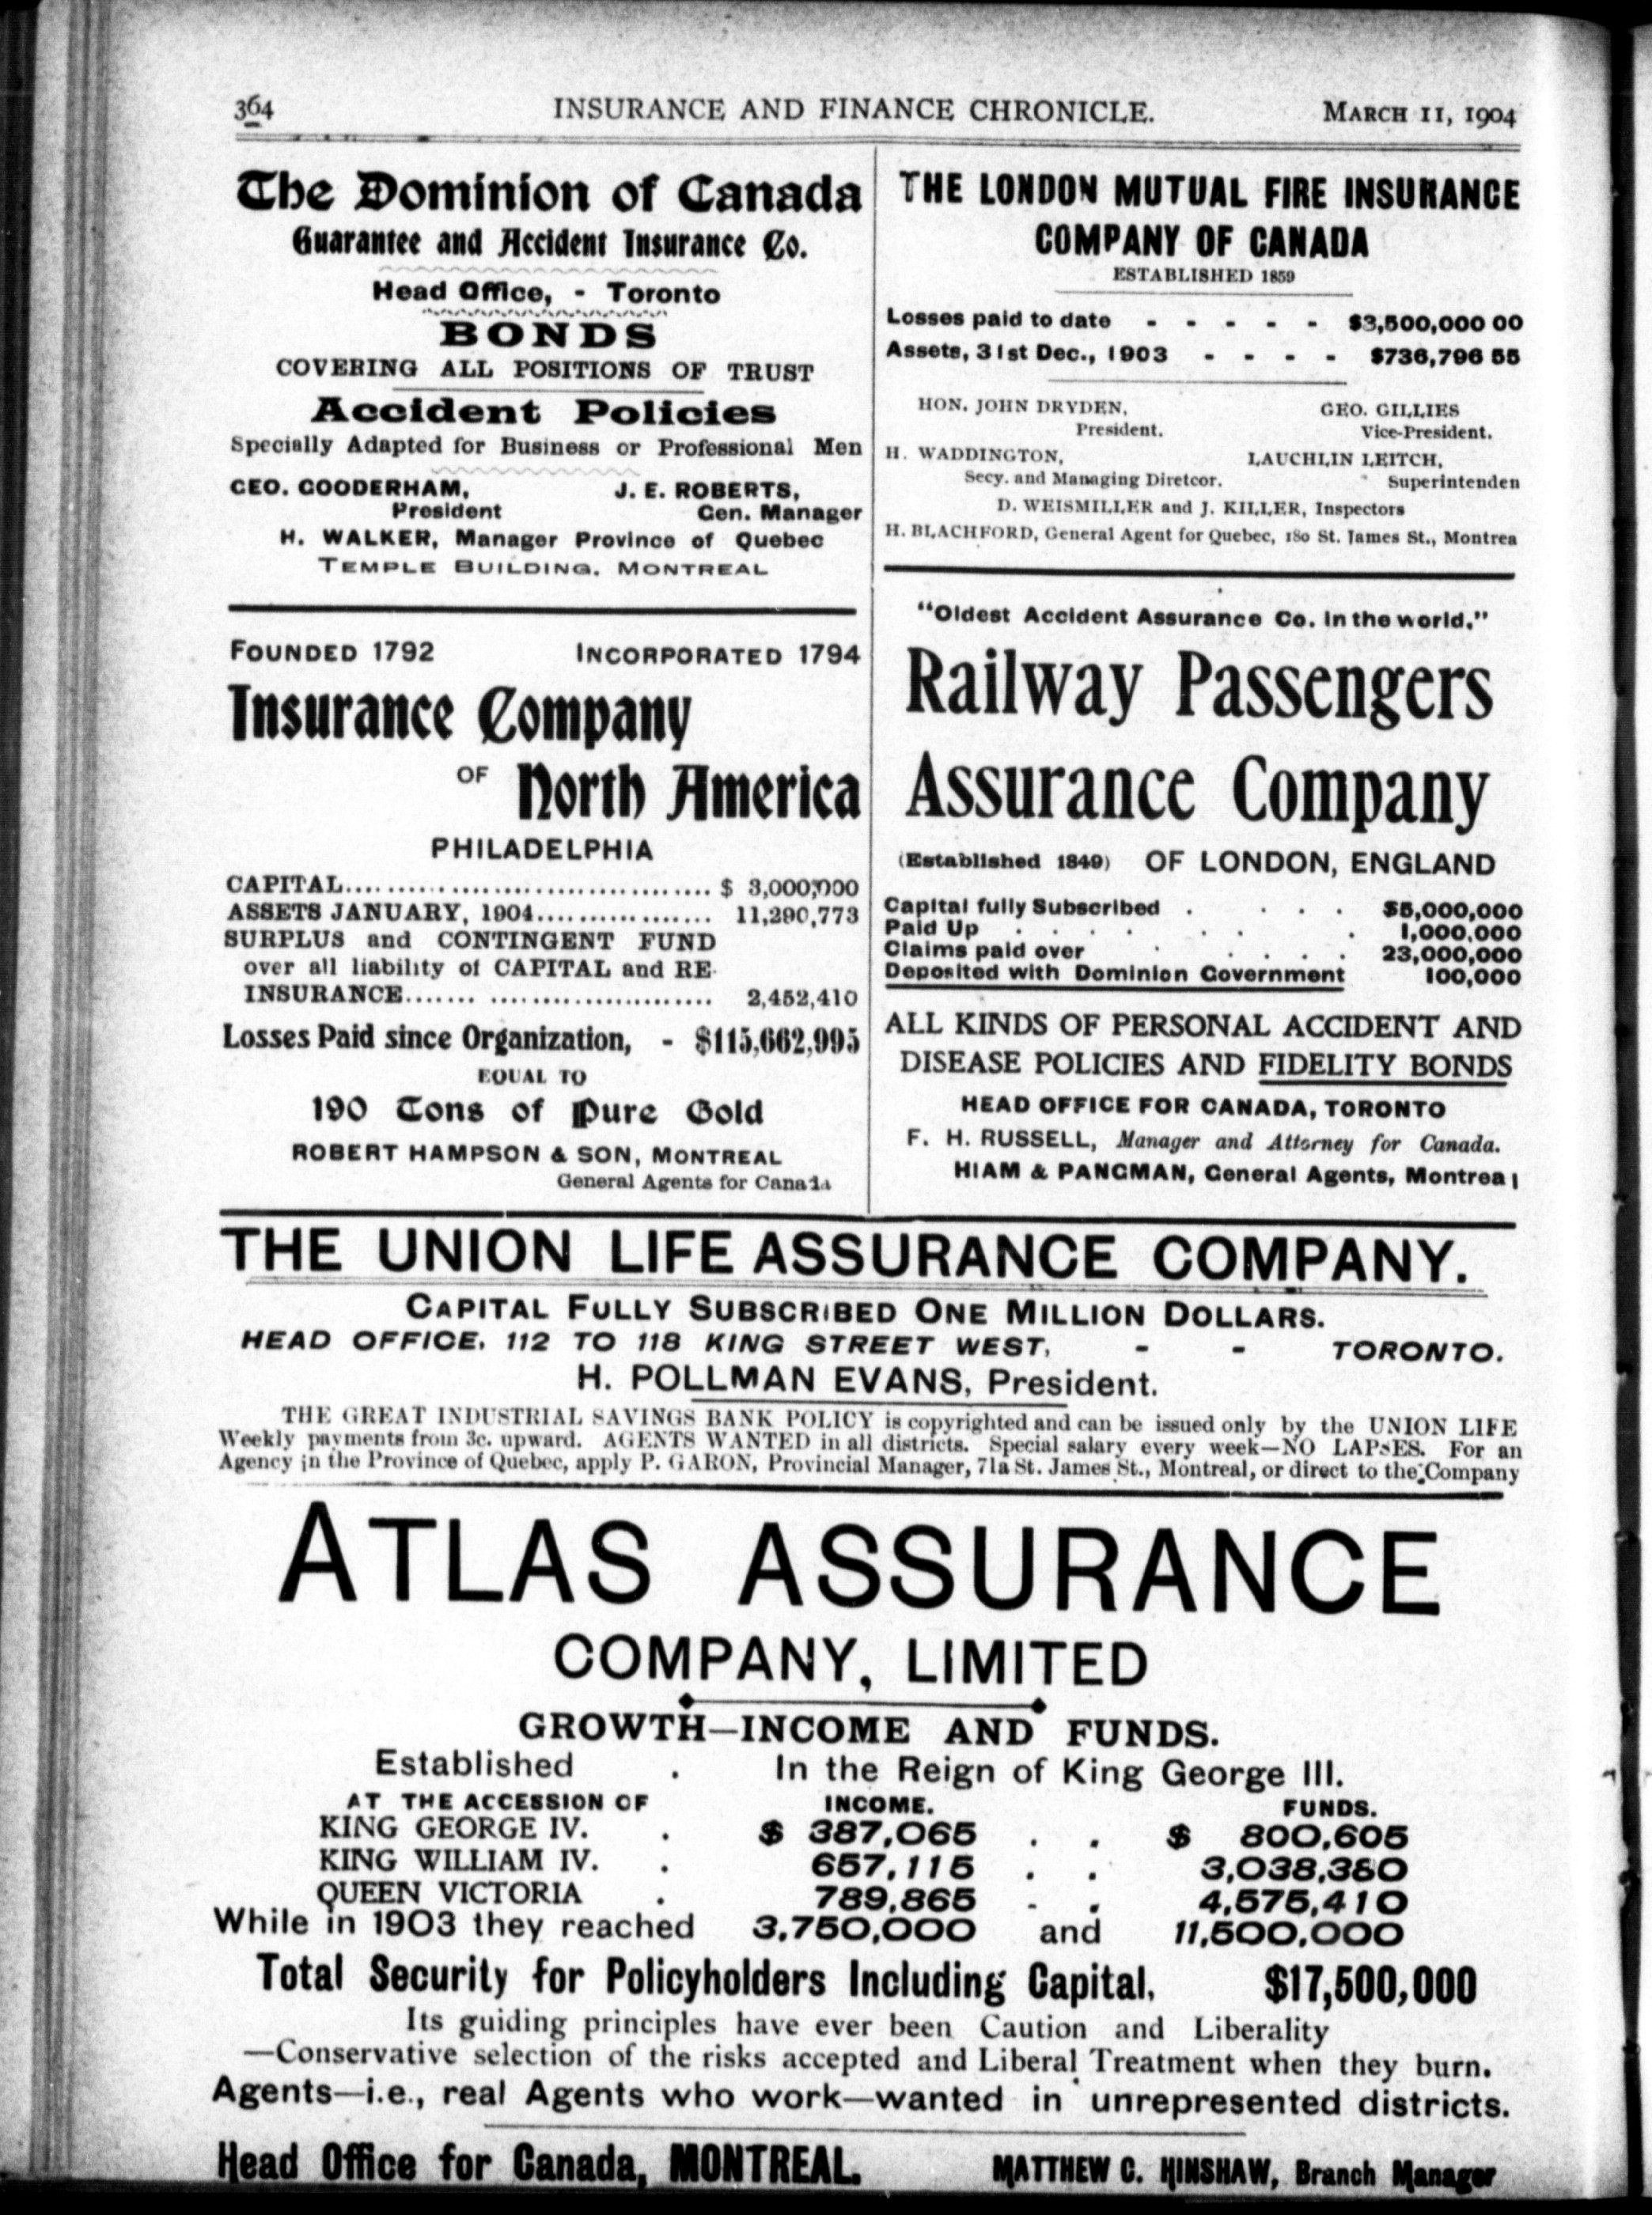 364 INSURANCE AND FINANCE CHRONICLE. MARCH 11, 1904
The Dominion of Canada
Guarantee and Accident Insurance Co.
Head Office, - Toronto
BONDS
COVERING ALL POSITIONS OF TRUST
Accident Policies
Specially Adapted for Business or Professional Men
GEO. GOODERHAM, J. E. ROBERTS,
President Gen. Manager
H. WALKER, Manager Province of Quebec
TEMPLE BUILDING, MONTREAL
FOUNDED 1792 INCORPORATED 1794
Insurance Company
OF North America
PHILADELPHIA
CAPITAL.................................... $ 3,000,000
ASSETS JANUARY, 1904................. 11,290,773
SURPLUS and CONTINGENT FUND
over all liability of CAPITAL and RE-
INSURANCE....... ...................... 2,452,410
Losses Paid since Organization, - $115,662,995
EQUAL TO
190 Tons of Pure Gold
ROBERT HAMPSON & SON, MONTREAL
General Agents for Canada
THE LONDON MUTUAL FIRE INSURANCE
COMPANY OF CANADA
ESTABLISHED 1859
Losses paid to date - - - - - $3,500,000 00
Assets, 31st Dec., 1903 - - - - $736,796 55
HON. JOHN DRYDEN, GEO. GILLIES
President. Vice-President.
H. WADDINGTON, LAUCHLIN LEITCH,
Secy. and Managing Diretcor. Superintenden
D. WEISMILLER and J. KILLER, Inspectors
H. BLACHFORD, General Agent for Quebec, 180 St. James St., Montrea
"Oldest Accident Assurance Co. in the world."
Railway Passengers
Assurance Company
(Established 1849) OF LONDON, ENGLAND
Capital fully Subscribed . . . . $5,000,000
Paid Up . . . . . . . 1,000,000
Claims paid over . . . . . 23,000,000
Deposited with Dominion Government 100,000
ALL KINDS OF PERSONAL ACCIDENT AND
DISEASE POLICIES AND FIDELITY BONDS
HEAD OFFICE FOR CANADA, TORONTO
F. H. RUSSELL, Manager and Attorney for Canada.
HIAM & PANGMAN, General Agents, Montreal
THE UNION LIFE ASSURANCE COMPANY.
CAPITAL FULLY SUBSCRIBED ONE MILLION DOLLARS.
HEAD OFFICE, 112 TO 118 KING STREET WEST, - - TORONTO.
H. POLLMAN EVANS, President.
THE GREAT INDUSTRIAL SAVINGS BANK POLICY is copyrighted and can be issued only by the UNION LIFE
Weekly payments from 3c. upward. AGENTS WANTED in all districts. Special salary every week—NO LAPSES. For an
Agency in the Province of Quebec, apply P. GARON, Provincial Manager, 71a St. James St., Montreal, or direct to the Company
ATLAS ASSURANCE
COMPANY, LIMITED
GROWTH—INCOME AND FUNDS.
Established . In the Reign of King George III.
AT THE ACCESSION OF INCOME. FUNDS.
KING GEORGE IV. . $ 387,065 . . $ 800,605
KING WILLIAM IV. . 657,115 . . 3,038,380
QUEEN VICTORIA . 789,865 - . 4,575,410
While in 1903 they reached 3,750,000 and 11,500,000
Total Security for Policyholders Including Capital, $17,500,000
Its guiding principles have ever been Caution and Liberality
—Conservative selection of the risks accepted and Liberal Treatment when they burn.
Agents—i.e., real Agents who work—wanted in unrepresented districts.
Head Office for Canada, MONTREAL. MATTHEW C. HINSHAW, Branch Manager